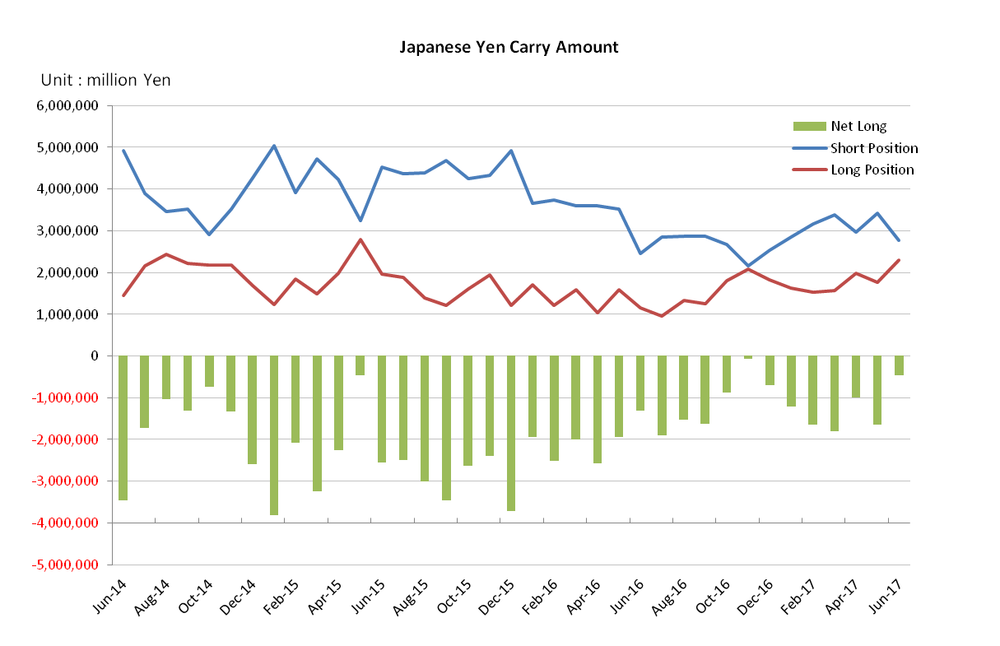 Japanese Yen Carry Amount
Unit : million Yen
6,000,000
5,000,000
4,000,000
3,000,000
2,000,000
1,000,000
0
-1,000,000
-2,000,000
-3,000,000
-4,000,000
-5,000,000
Net Long
Short Position
Long Position
Jun-14
Aug-14
Oct-14
Dec-14
Feb-15
Apr-15
Jun-15
Aug-15
Oct-15
Dec-15
Feb-16
Apr-16
Jun-16
Aug-16
Oct-16
Dec-16
Feb-17
Apr-17
Jun-17